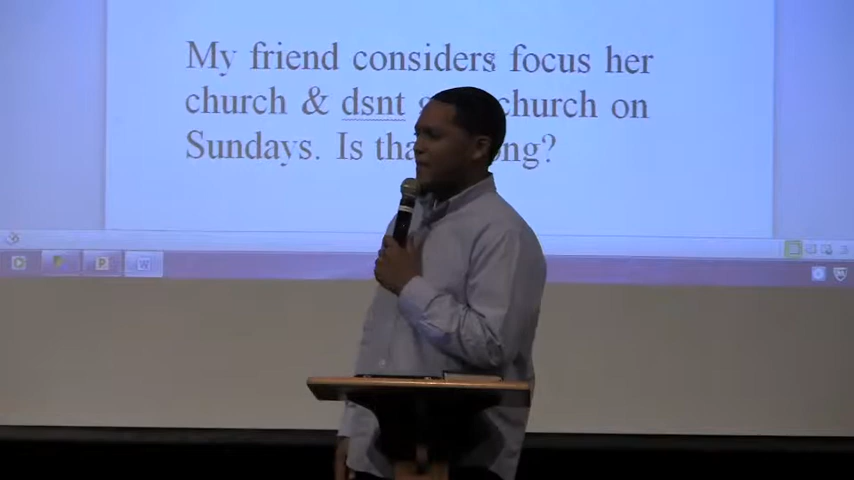 My friend considers focus her
church & dsnt church on
Sundays. Is
P W